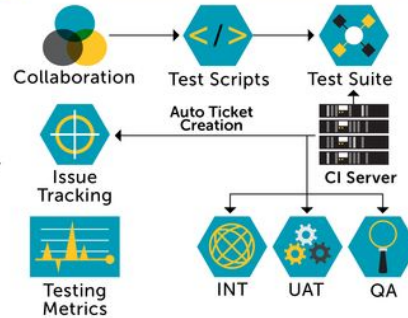 Collaboration
Test Scripts
Test Suite
Auto Ticket
Creation
Issue
Tracking
CI Server
Testing
Metrics
INT
UAT
QA